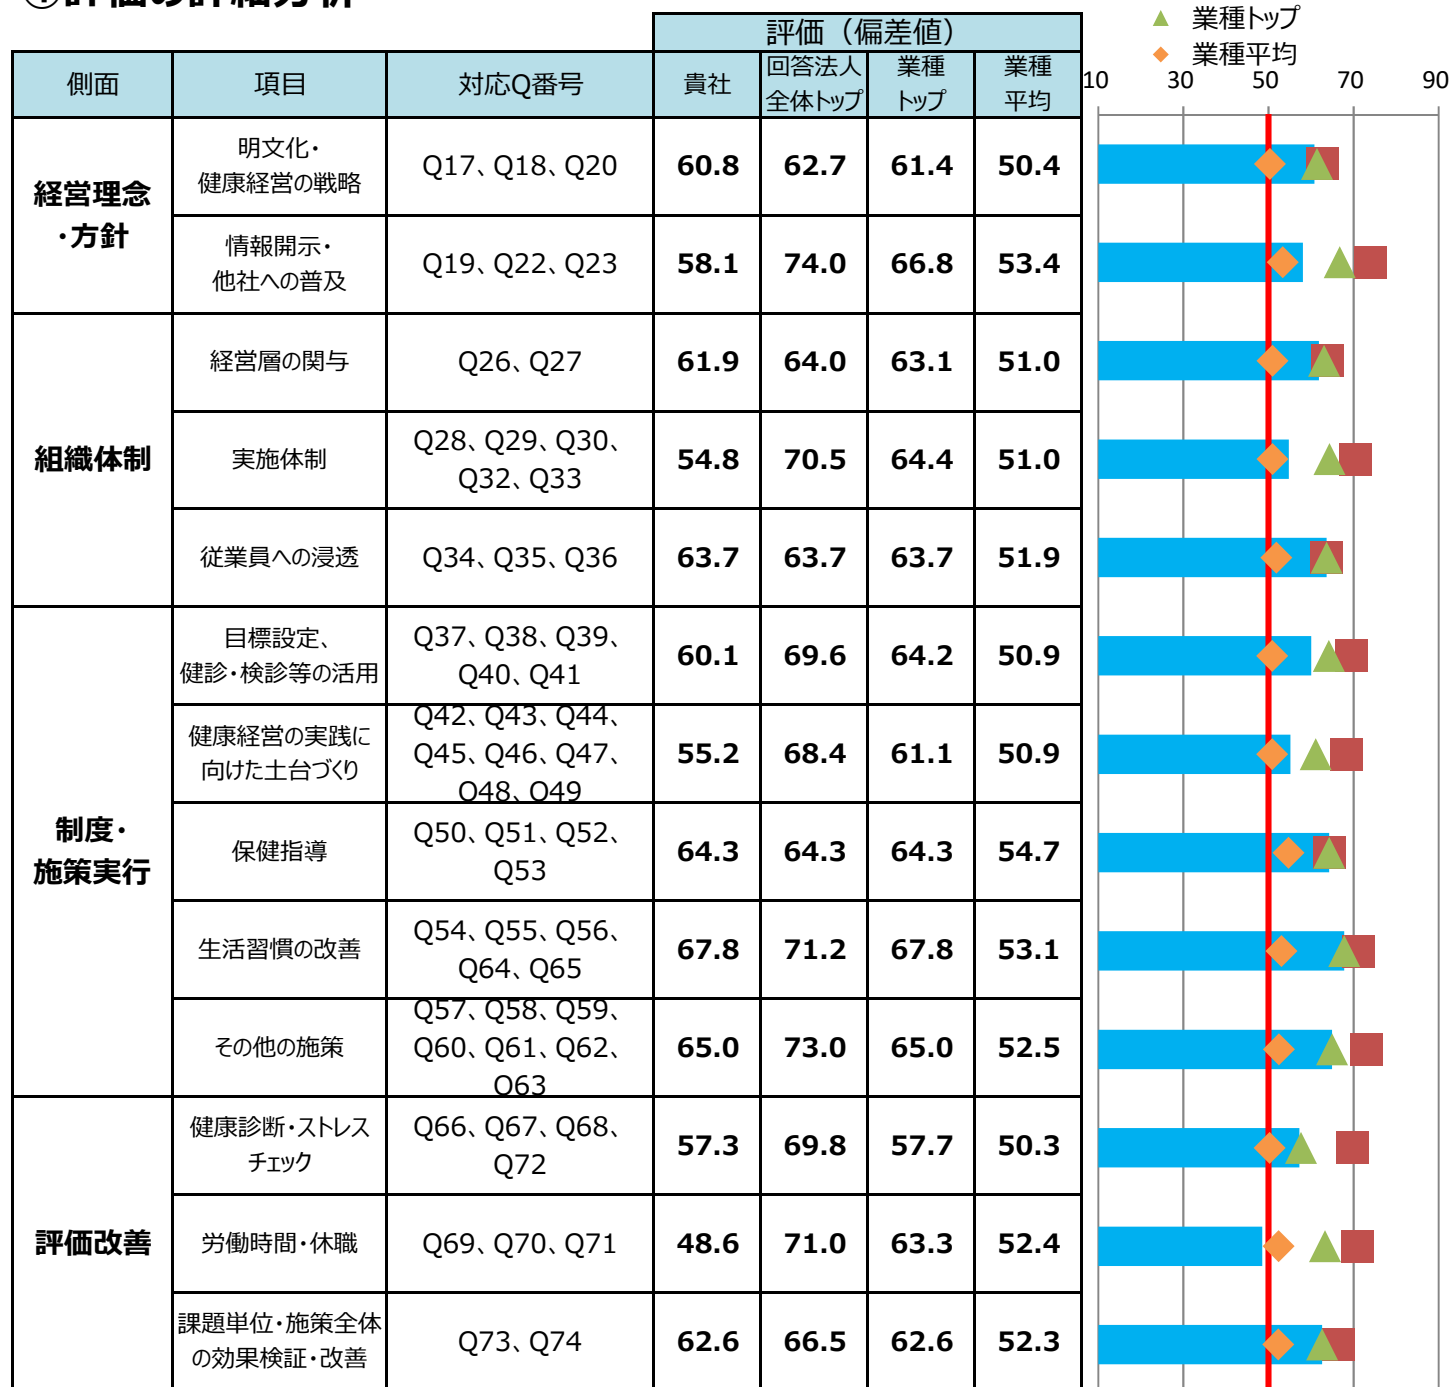 ①評価の詳細分析
▲ 業種トップ
◆ 業種平均
評価（偏差値）
側面 項目 対応Q番号 貴社 回答法人全体トップ 業種トップ 業種平均
10 30 50 70 90
経営理念
・方針
明文化・
健康経営の戦略
Q17、Q18、Q20 60.8 62.7 61.4 50.4
情報開示・
他社への普及
Q19、Q22、Q23 58.1 74.0 66.8 53.4
組織体制
経営層の関与 Q26、Q27 61.9 64.0 63.1 51.0
実施体制
Q28、Q29、Q30、
Q32、Q33
54.8 70.5 64.4 51.0
従業員への浸透 Q34、Q35、Q36 63.7 63.7 63.7 51.9
制度・
施策実行
目標設定、
健診・検診等の活用
Q37、Q38、Q39、
Q40、Q41
60.1 69.6 64.2 50.9
健康経営の実践に
向けた土台づくり
Q42、Q43、Q44、
Q45、Q46、Q47、
Q48、Q49
55.2 68.4 61.1 50.9
保健指導
Q50、Q51、Q52、
Q53
64.3 64.3 64.3 54.7
生活習慣の改善
Q54、Q55、Q56、
Q64、Q65
67.8 71.2 67.8 53.1
その他の施策
Q57、Q58、Q59、
Q60、Q61、Q62、
Q63
65.0 73.0 65.0 52.5
評価改善
健康診断・ストレス
チェック
Q66、Q67、Q68、
Q72
57.3 69.8 57.7 50.3
労働時間・休職 Q69、Q70、Q71 48.6 71.0 63.3 52.4
課題単位・施策全体
の効果検証・改善
Q73、Q74 62.6 66.5 62.6 52.3